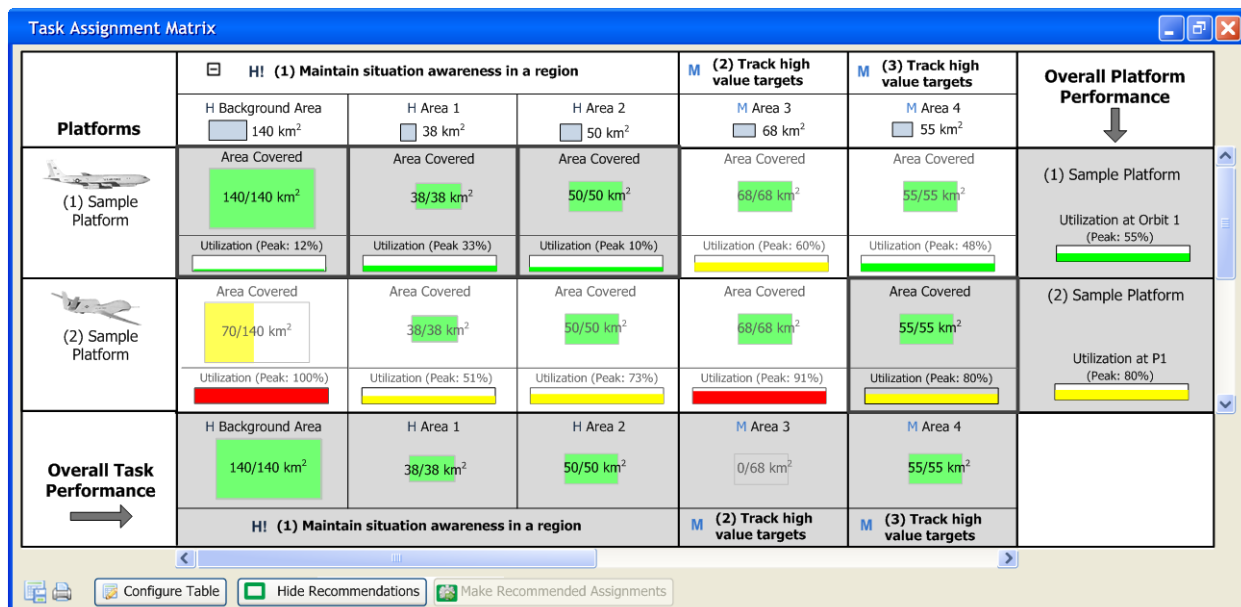 Task Assignment Matrix
Platforms
H! (1) Maintain situation awareness in a region
M (2) Track high
value targets
M (3) Track high
value targets
Overall Platform
Performance
H Background Area
140 km²
H Area 1
38 km²
H Area 2
50 km²
M Area 3
68 km²
M Area 4
55 km²
(1) Sample
Platform
Area Covered
140/140 km²
Utilization (Peak: 12%)
Area Covered
38/38 km²
Utilization (Peak 33%)
Area Covered
50/50 km²
Utilization (Peak 10%)
Area Covered
68/68 km²
Utilization (Peak: 60%)
Area Covered
55/55 km²
Utilization (Peak: 48%)
(1) Sample Platform
Utilization at Orbit 1
(Peak: 55%)
(2) Sample
Platform
Area Covered
70/140 km²
Utilization (Peak: 100%)
Area Covered
38/38 km²
Utilization (Peak: 51%)
Area Covered
50/50 km²
Utilization (Peak: 73%)
Area Covered
68/68 km²
Utilization (Peak: 91%)
Area Covered
55/55 km²
Utilization (Peak: 80%)
(2) Sample Platform
Utilization at P1
(Peak: 80%)
Overall Task
Performance
H Background Area
140/140 km²
H Area 1
38/38 km²
H Area 2
50/50 km²
M Area 3
0/68 km²
M Area 4
55/55 km²
H! (1) Maintain situation awareness in a region
M (2) Track high
value targets
M (3) Track high
value targets
Configure Table
Hide Recommendations
Make Recommended Assignments